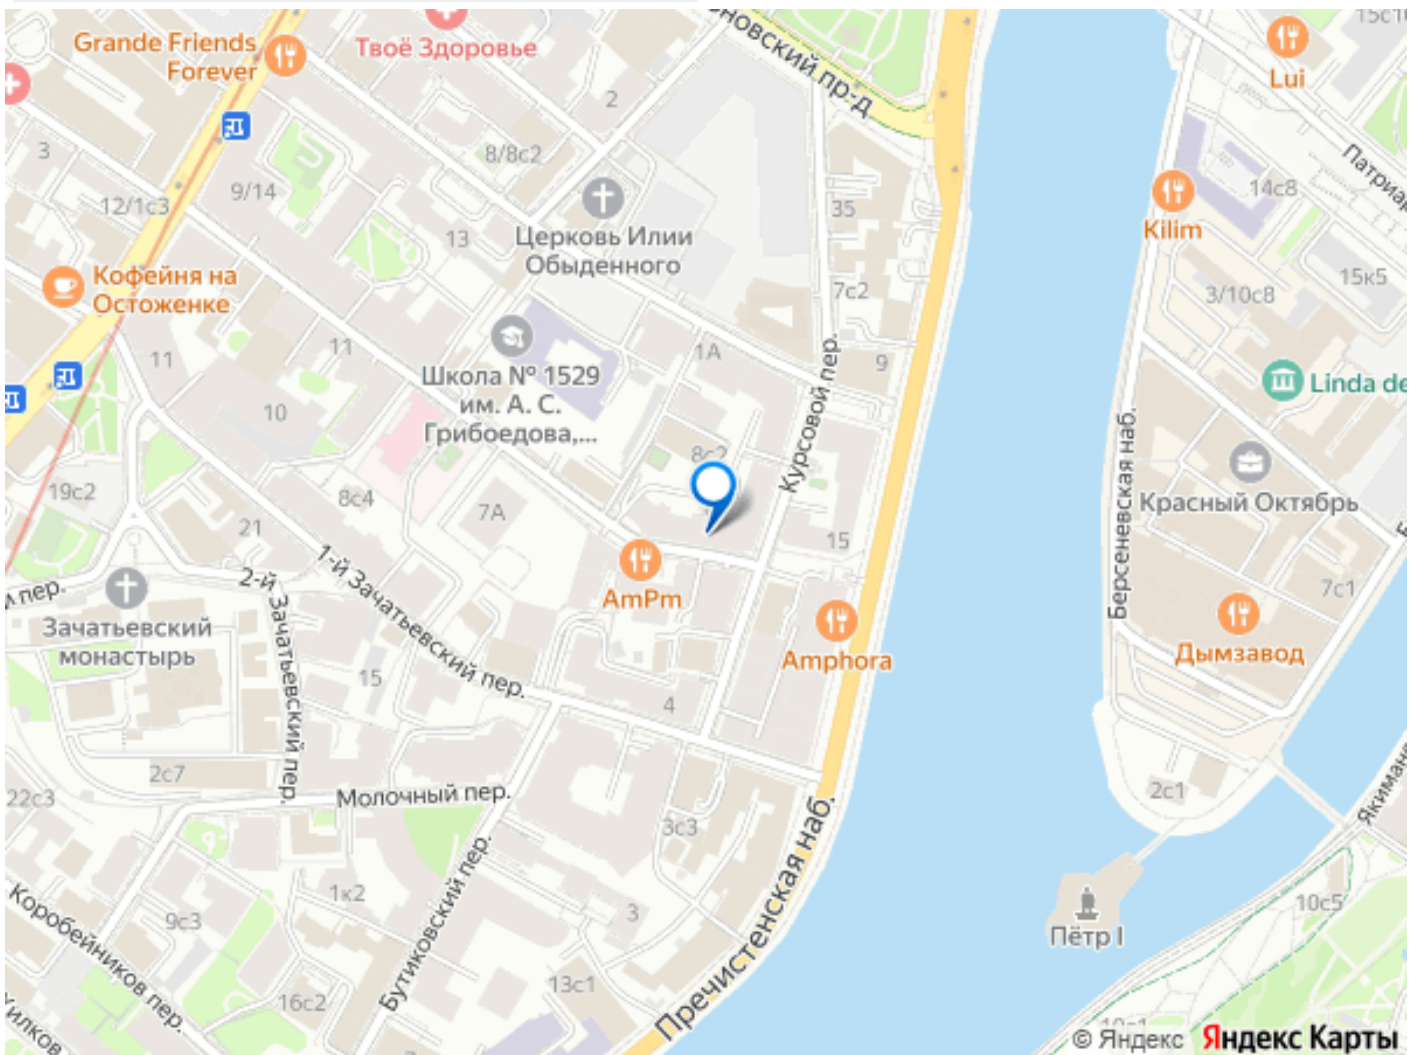 Grande Friends
Forever
Твоё Здоровье
новский пр-д
15с1
Lui
2
3
8/8с2
9/14
12/1с3
13
Церковь Илии
Обыденного
35
14с8
Kilim
Кофейня на
Остоженке
7с2
3/10с8
15к5
11
11
1А
Курсовой пер.
9
Школа № 1529
им. А. С.
Грибоедова,...
Linda de
10
8с2
Берсеневская наб.
Красный Октябрь
19с2
8с4
7А
21
15
1-й Зачатьевский пер.
2-й Зачатьевский пер.
пер.
AmPm
7с1
Зачатьевский
монастырь
Amphora
Дымзавод
15
4
2с7
22с3
Молочный пер.
2с1
3с3
Якиман
Пречистенская наб.
Бутиковский пер.
Коробейников пер.
1к2
9с3
3
10с5
Пётр I
16с2
13с1
© Яндекс Яндекс Карты